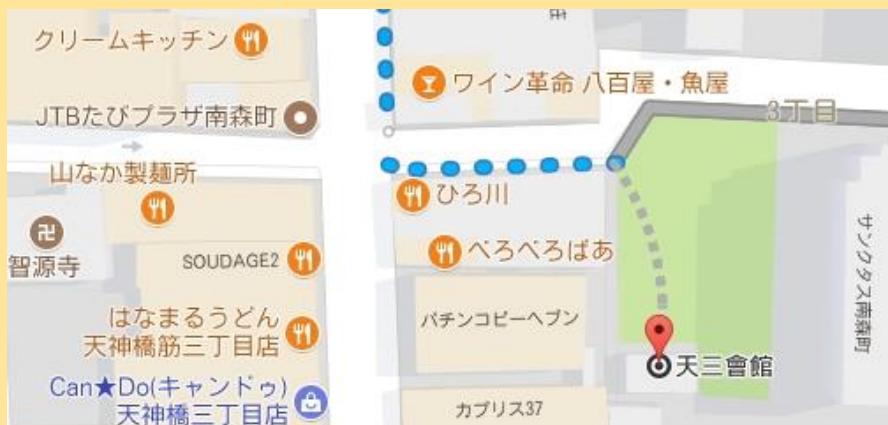 クリームキッチン
ワイン革命 八百屋・魚屋
JTBたびプラザ南森町
3丁目
山なか製麺所
ひろ川
智源寺
SOUDAGE2
べろべろばあ
はなまるうどん
天神橋筋三丁目店
パチンコビーヘブン
サンクタス南森町
天三會館
Can★Do(キャンドゥ)
天神橋三丁目店
カブリス37